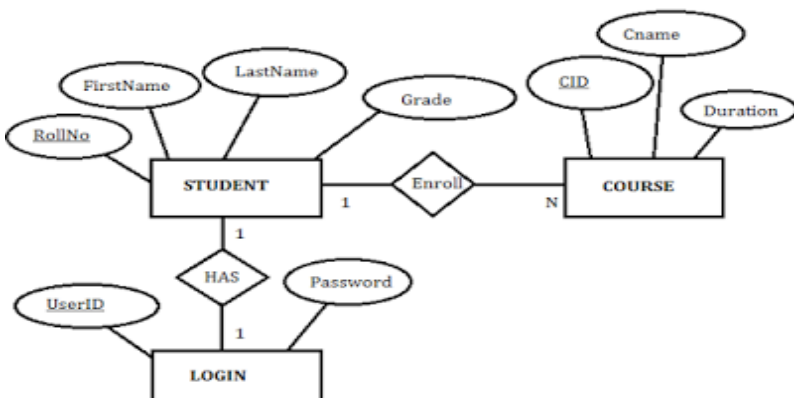 Cname
LastName
FirstName
CID
Grade
Duration
RollNo
STUDENT
Enroll
COURSE
1
N
1
HAS
Password
UserID
1
LOGIN